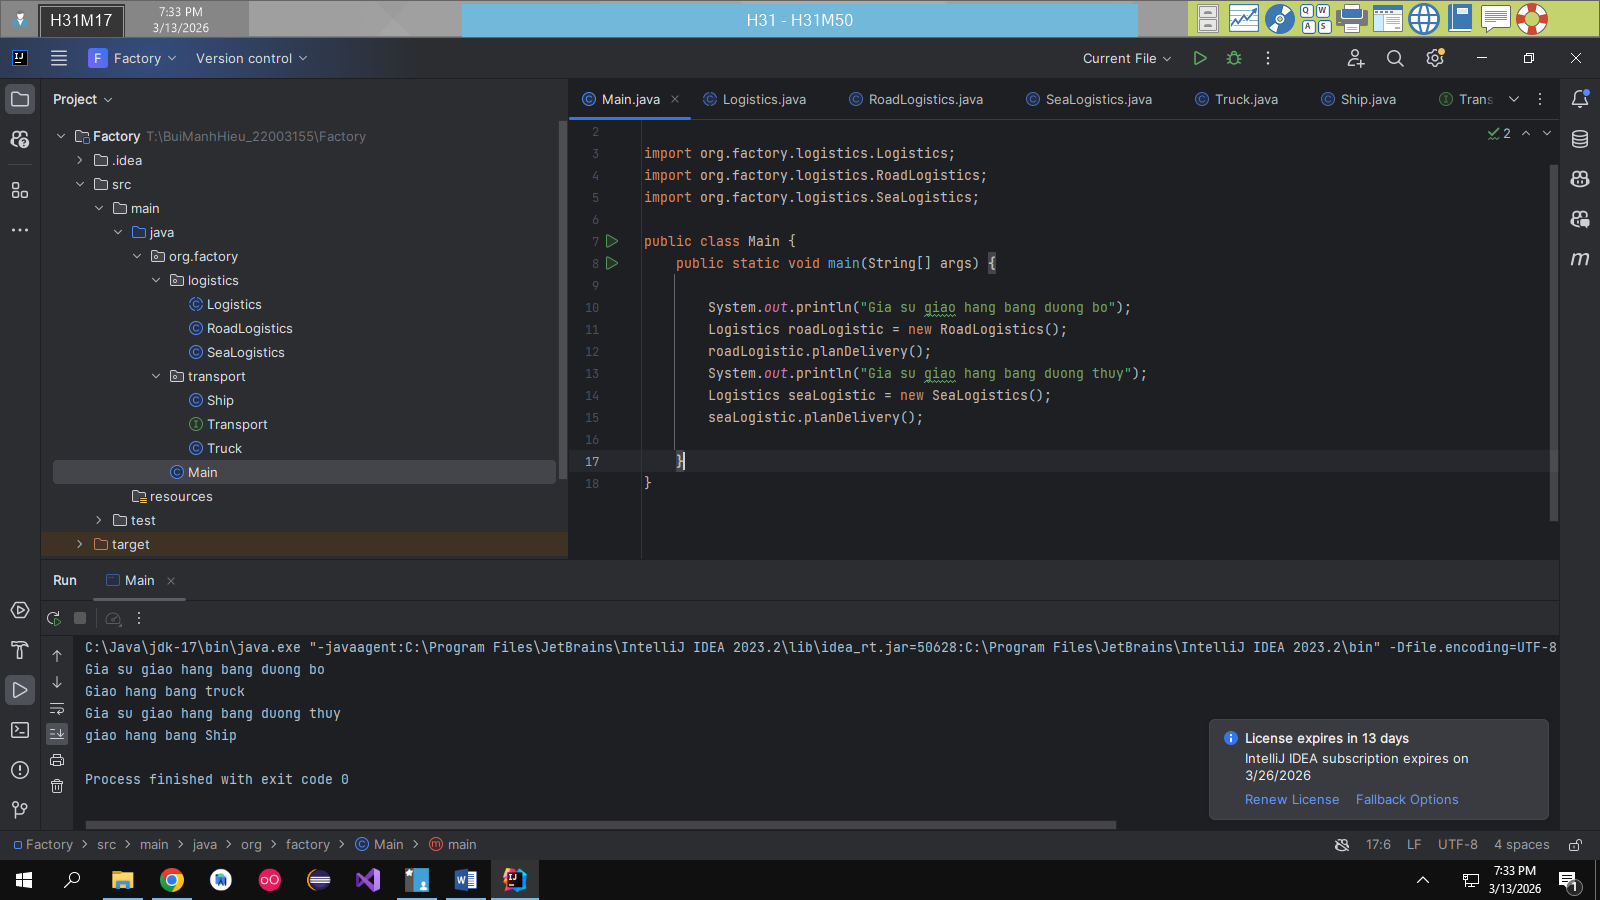 H31M17
7:33 PM
3/13/2026
H31 - H31M50
Q W
A S
IJ
F Factory
Version control
Current File
Project
Factory T:\BuiManhHieu_22003155\Factory
.idea
src
main
java
org.factory
logistics
Logistics
RoadLogistics
SeaLogistics
transport
Ship
Transport
Truck
Main
resources
test
target
Main.java
Logistics.java
RoadLogistics.java
SeaLogistics.java
Truck.java
Ship.java
Trans
2
2
3 import org.factory.logistics.Logistics;
4 import org.factory.logistics.RoadLogistics;
5 import org.factory.logistics.SeaLogistics;
6
7 public class Main {
8 public static void main(String[] args) {
9
10 System.out.println("Gia su giao hang bang duong bo");
11 Logistics roadLogistic = new RoadLogistics();
12 roadLogistic.planDelivery();
13 System.out.println("Gia su giao hang bang duong thuy");
14 Logistics seaLogistic = new SeaLogistics();
15 seaLogistic.planDelivery();
16
17 }
18 }
m
Run
Main
C:\Java\jdk-17\bin\java.exe "-javaagent:C:\Program Files\JetBrains\IntelliJ IDEA 2023.2\lib\idea_rt.jar=50628:C:\Program Files\JetBrains\IntelliJ IDEA 2023.2\bin" -Dfile.encoding=UTF-8
Gia su giao hang bang duong bo
Giao hang bang truck
Gia su giao hang bang duong thuy
giao hang bang Ship
Process finished with exit code 0
License expires in 13 days
IntelliJ IDEA subscription expires on
3/26/2026
Renew License Fallback Options
Factory > src > main > java > org > factory > Main > main
17:6 LF UTF-8 4 spaces
7:33 PM
3/13/2026
1